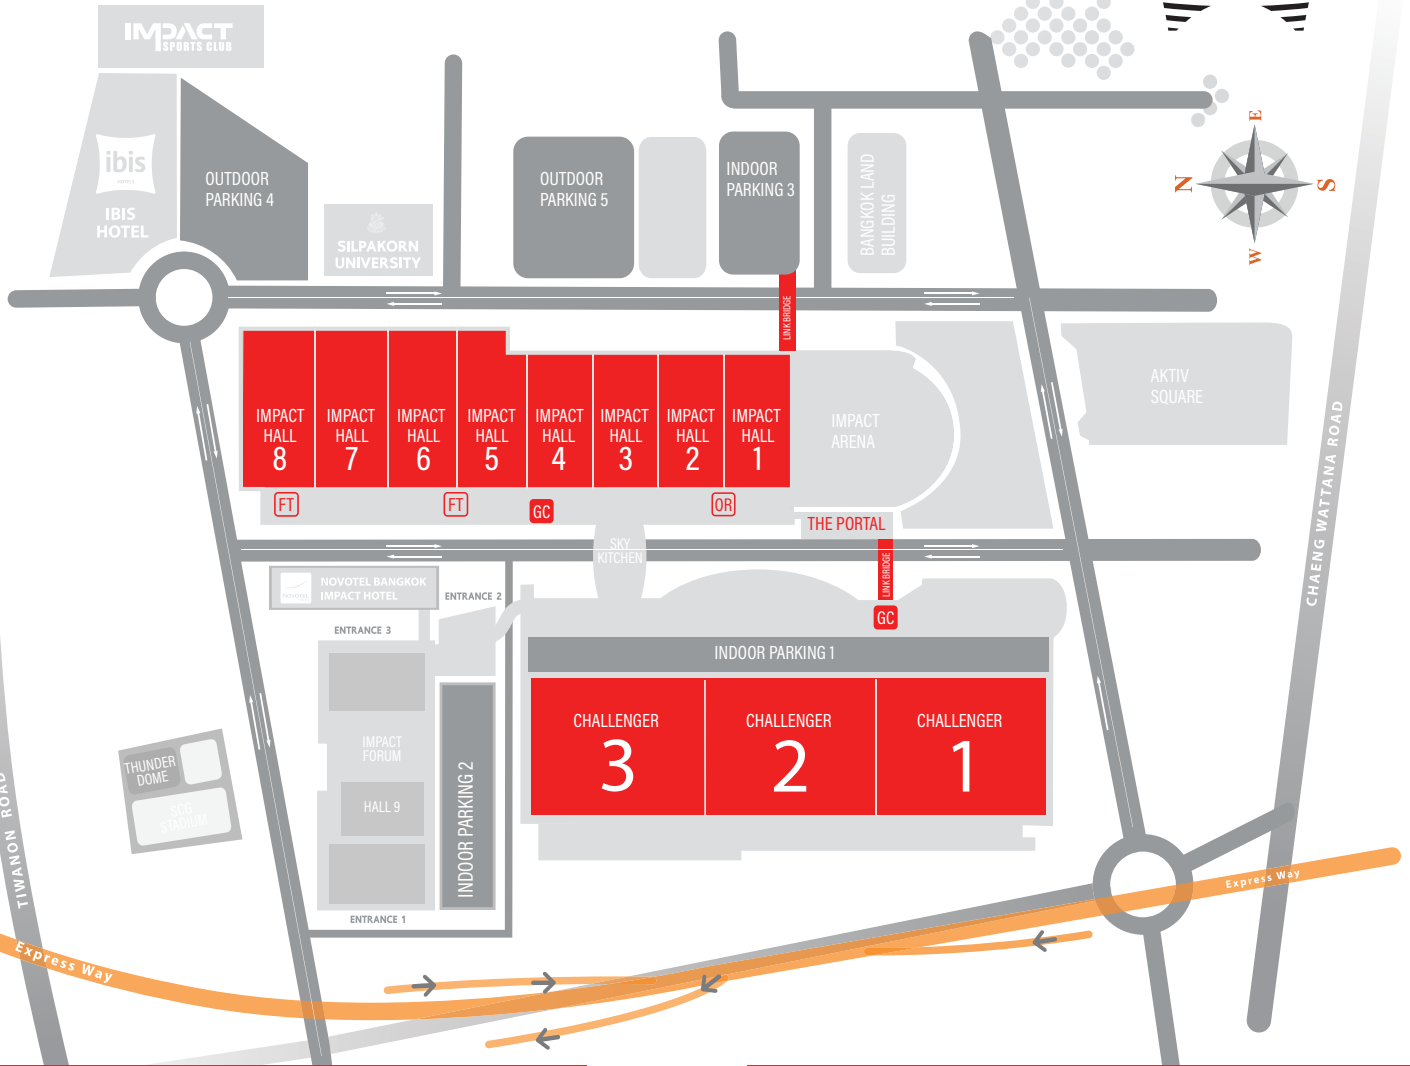 IMPACT
SPORTS CLUB
ibis
HOTELS
IBIS
HOTEL
OUTDOOR
PARKING 4
SILPAKORN
UNIVERSITY
OUTDOOR
PARKING 5
INDOOR
PARKING 3
BANGKOK LAND
BUILDING
E
N
S
W
LINK BRIDGE
IMPACT
HALL
8
IMPACT
HALL
7
IMPACT
HALL
6
IMPACT
HALL
5
IMPACT
HALL
4
IMPACT
HALL
3
IMPACT
HALL
2
IMPACT
HALL
1
IMPACT
ARENA
AKTIV
SQUARE
CHAENG WATTANA ROAD
FT
FT
GC
OR
THE PORTAL
SKY
KITCHEN
LINK BRIDGE
GC
NOVOTEL
NOVOTEL BANGKOK
IMPACT HOTEL
ENTRANCE 2
ENTRANCE 3
INDOOR PARKING 1
CHALLENGER
3
CHALLENGER
2
CHALLENGER
1
IMPACT
FORUM
HALL 9
INDOOR PARKING 2
ENTRANCE 1
THUNDER
DOME
SCG
STADIUM
TIWANON ROAD
Express Way
Express Way